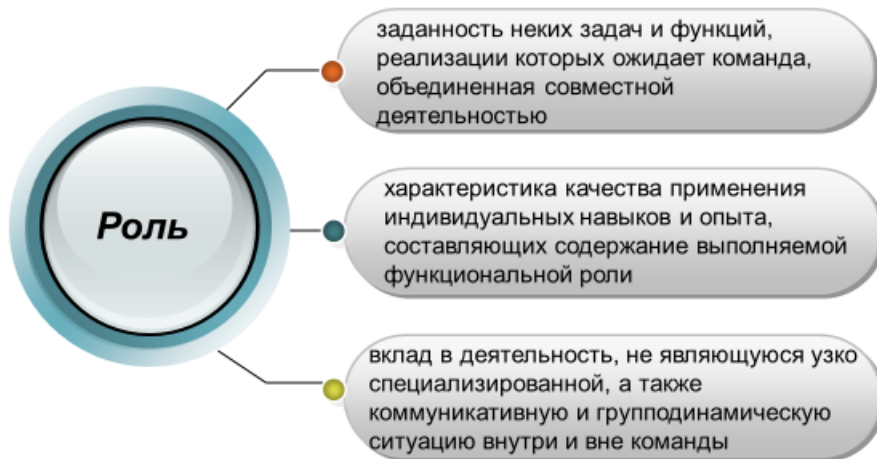 заданность неких задач и функций,
реализации которых ожидает команда,
объединенная совместной
деятельностью
Роль
характеристика качества применения
индивидуальных навыков и опыта,
составляющих содержание выполняемой
функциональной роли
вклад в деятельность, не являющуюся узко
специализированной, а также
коммуникативную и групподинамическую
ситуацию внутри и вне команды